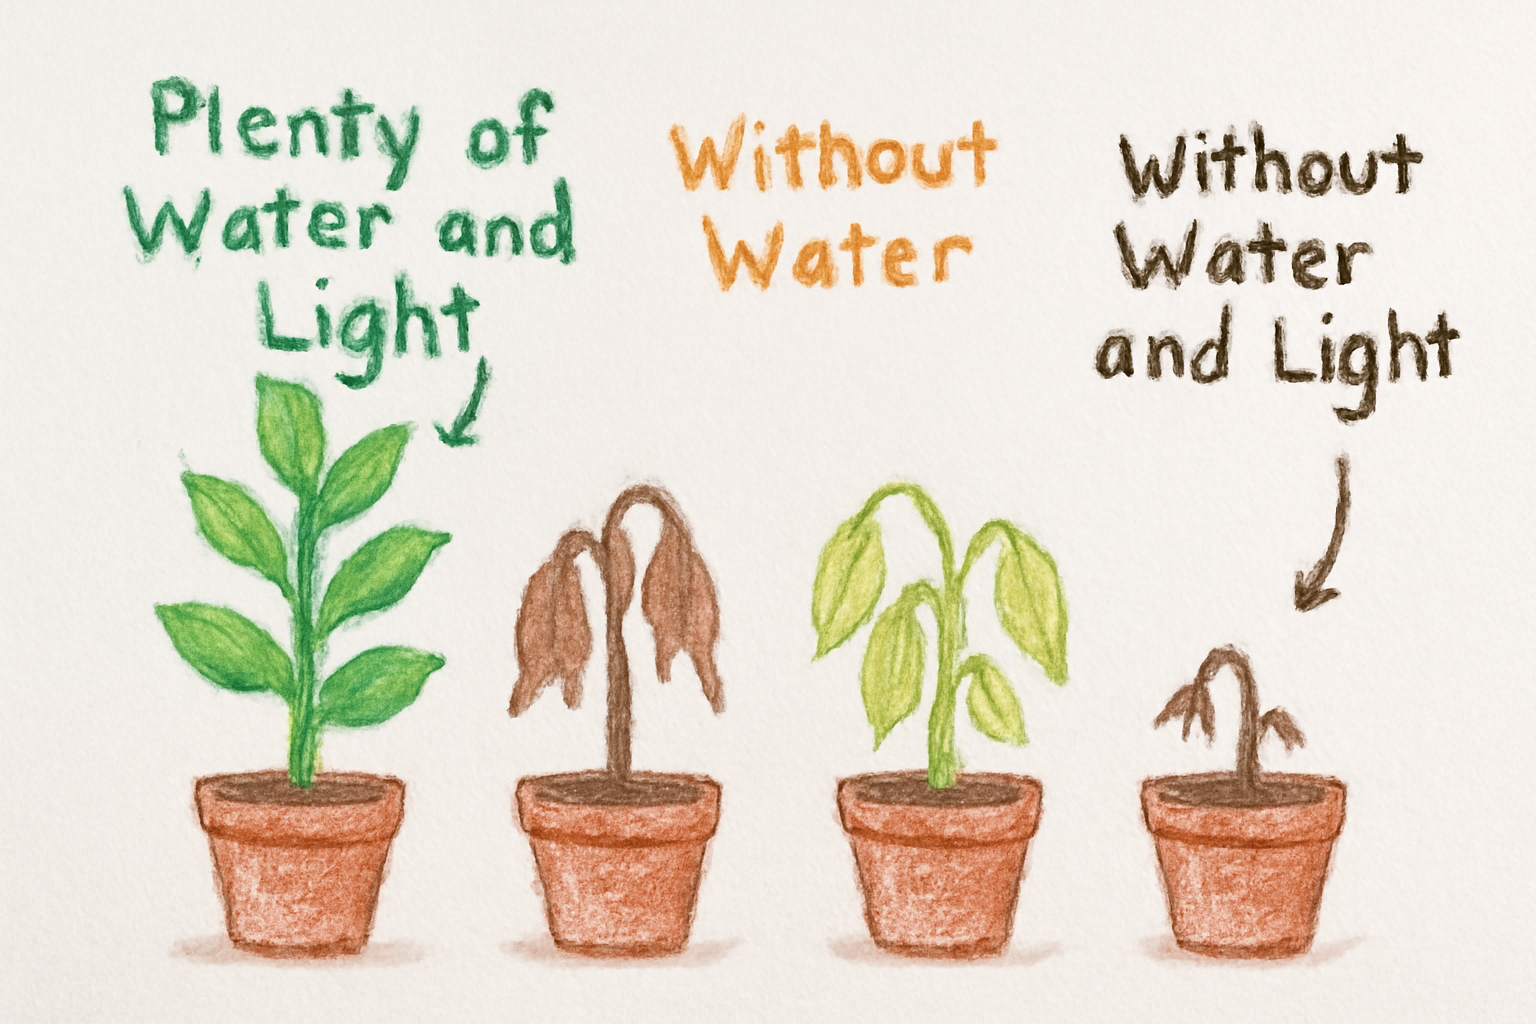 Plenty of
Water and
Light
Without
Water
Without
Water
and Light